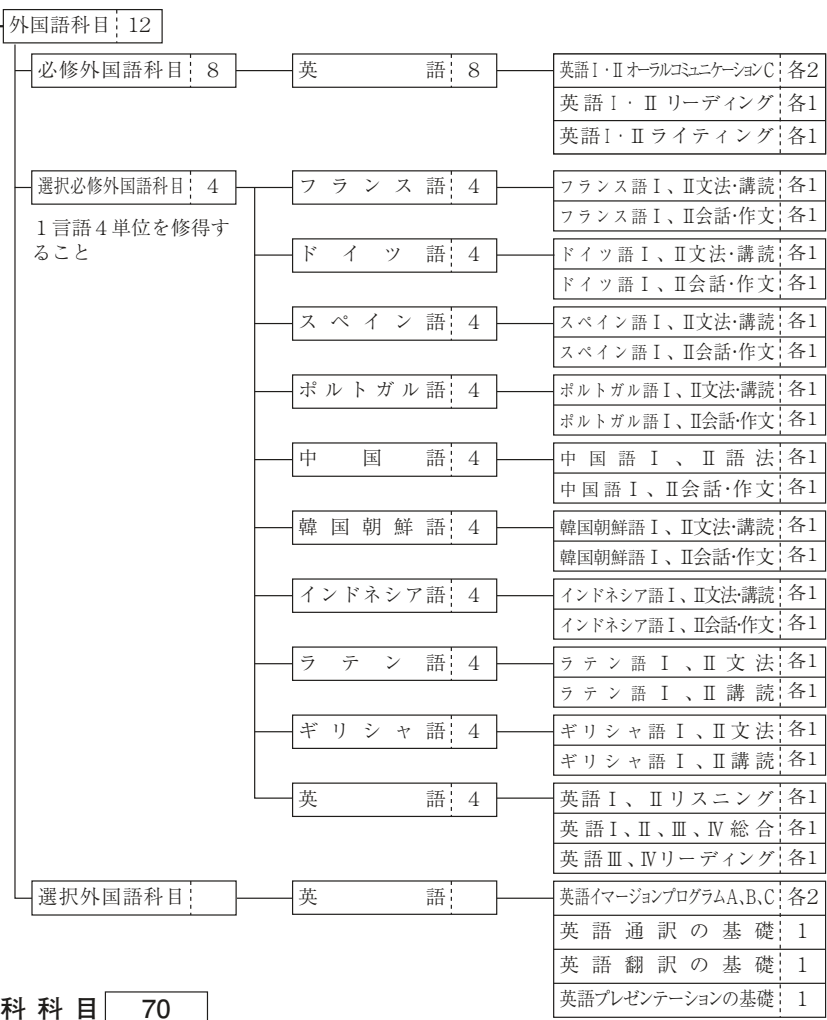 外国語科目 12
必修外国語科目 8 英語 8 英語Ⅰ・ⅡオーラルコミュニケーションC 各2
英語Ⅰ・Ⅱリーディング 各1
英語Ⅰ・Ⅱライティング 各1
選択必修外国語科目 4 フランス語 4 フランス語Ⅰ、Ⅱ文法・講読 各1
フランス語Ⅰ、Ⅱ会話・作文 各1
1言語4単位を修得す
ること
ドイツ語 4 ドイツ語Ⅰ、Ⅱ文法・講読 各1
ドイツ語Ⅰ、Ⅱ会話・作文 各1
スペイン語 4 スペイン語Ⅰ、Ⅱ文法・講読 各1
スペイン語Ⅰ、Ⅱ会話・作文 各1
ポルトガル語 4 ポルトガル語Ⅰ、Ⅱ文法・講読 各1
ポルトガル語Ⅰ、Ⅱ会話・作文 各1
中国語 4 中国語Ⅰ、Ⅱ語法 各1
中国語Ⅰ、Ⅱ会話・作文 各1
韓国朝鮮語 4 韓国朝鮮語Ⅰ、Ⅱ文法・講読 各1
韓国朝鮮語Ⅰ、Ⅱ会話・作文 各1
インドネシア語 4 インドネシア語Ⅰ、Ⅱ文法・講読 各1
インドネシア語Ⅰ、Ⅱ会話・作文 各1
ラテン語 4 ラテン語Ⅰ、Ⅱ文法 各1
ラテン語Ⅰ、Ⅱ講読 各1
ギリシャ語 4 ギリシャ語Ⅰ、Ⅱ文法 各1
ギリシャ語Ⅰ、Ⅱ講読 各1
英語 4 英語Ⅰ、Ⅱリスニング 各1
英語Ⅰ、Ⅱ、Ⅲ、Ⅳ総合 各1
英語Ⅲ、Ⅳリーディング 各1
選択外国語科目 英語 英語イマージョンプログラムA、B、C 各2
英語通訳の基礎 1
英語翻訳の基礎 1
英語プレゼンテーションの基礎 1
科科目 70